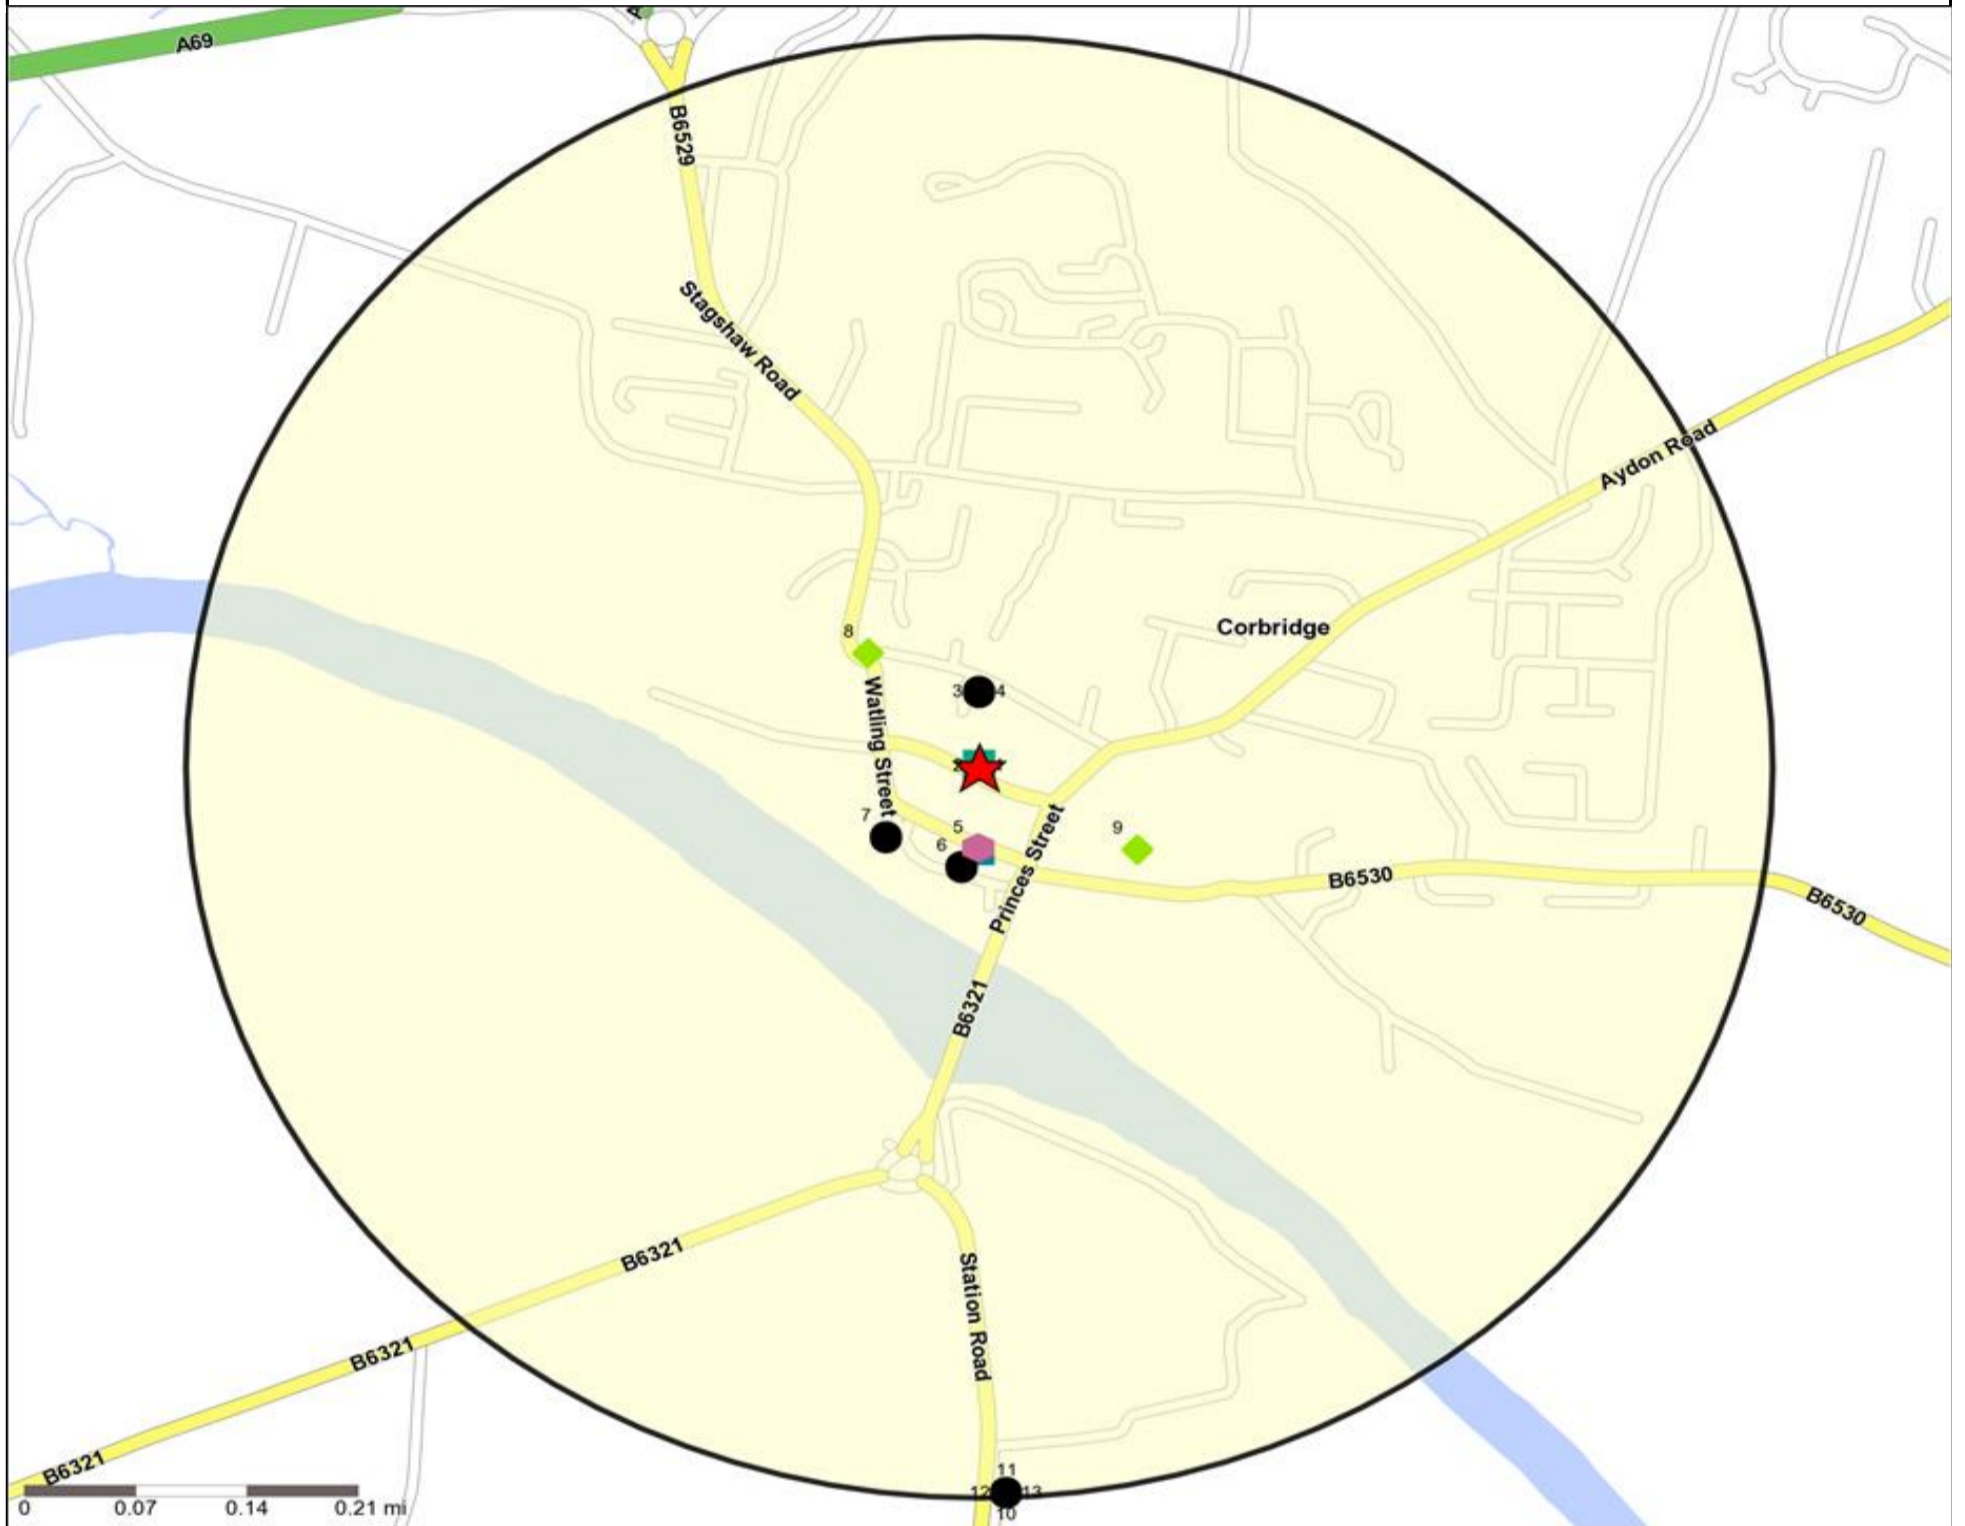 A69
B6529
Stagshaw Road
Aydon Road
Corbridge
8
Watling Street
3 4
7
5
6
9
Princes Street
B6530
B6530
B6321
B6321
Station Road
B6321
B6321
11
12 13
10
0 0.07 0.14 0.21 mi